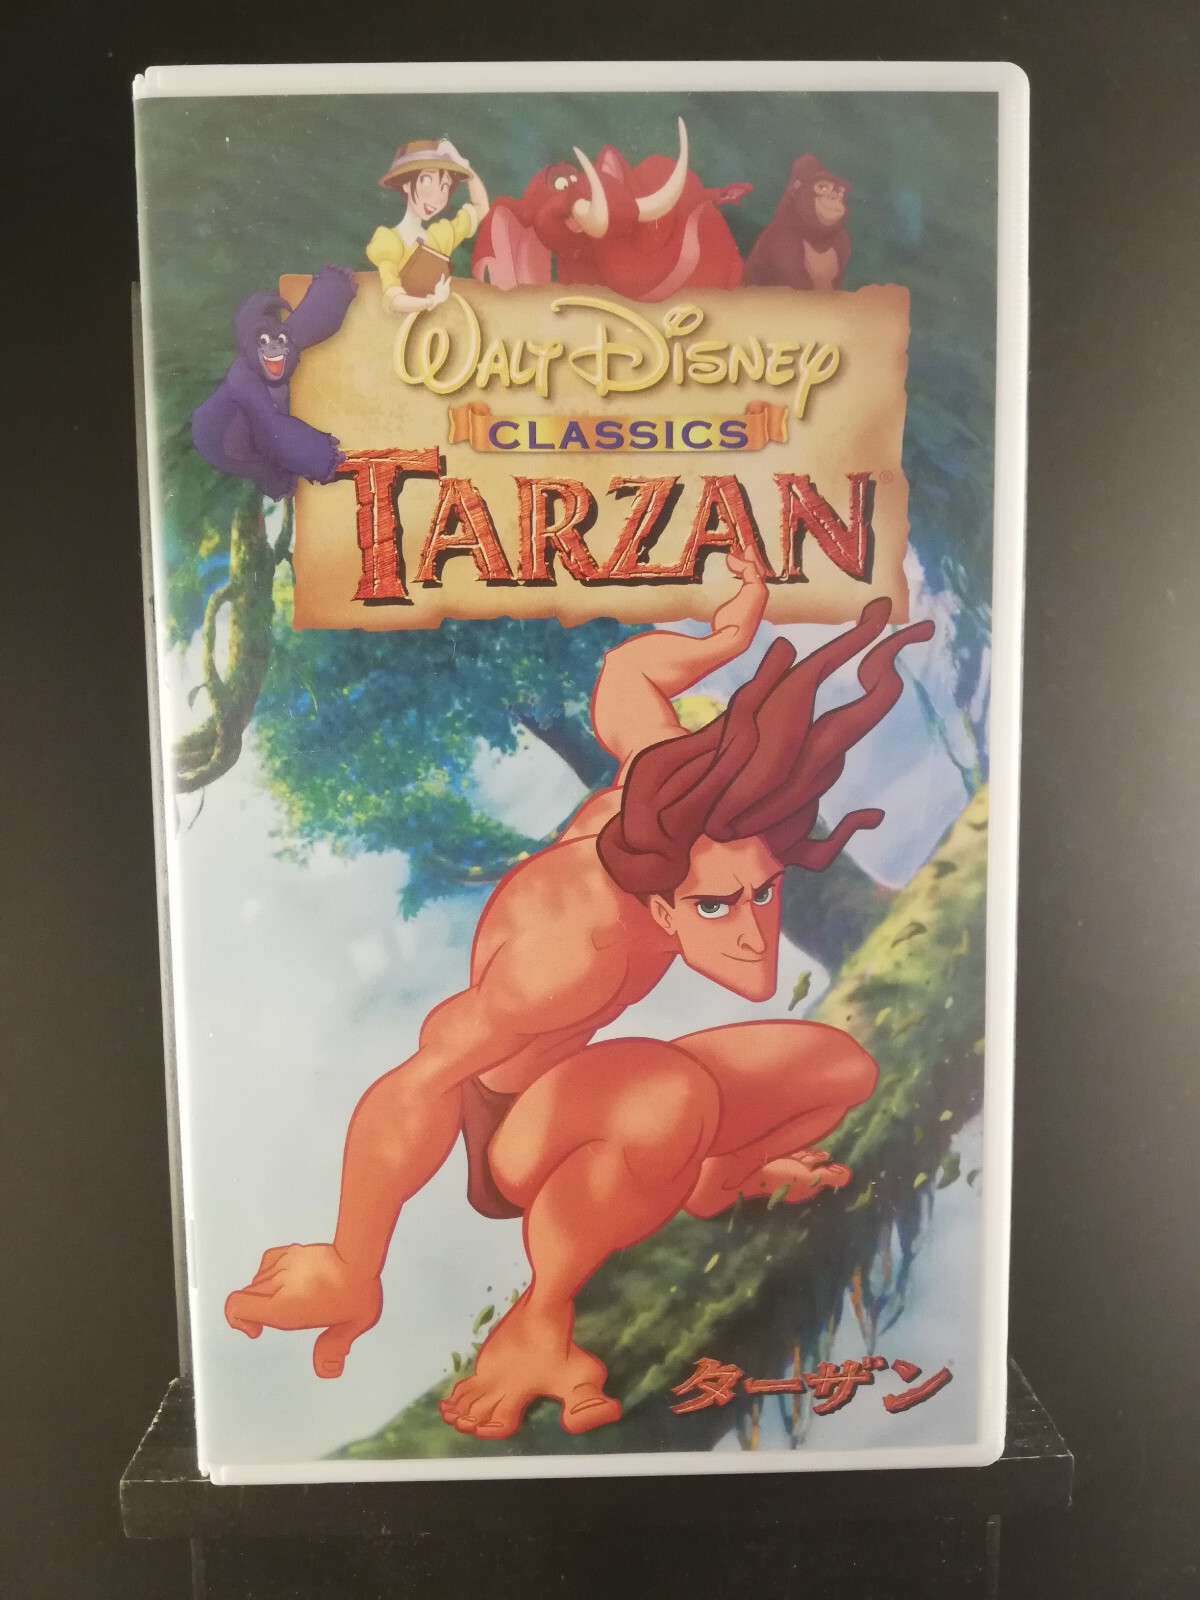 WALT DISNEY
CLASSICS
TARZAN®
ターザン